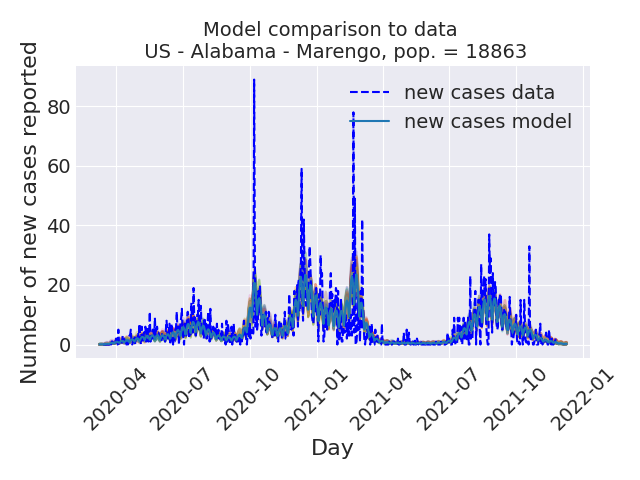 Model comparison to data
US - Alabama - Marengo, pop. = 18863
Number of new cases reported
80
60
40
20
0
new cases data
new cases model
2020-04
2020-07
2020-10
2021-01
2021-04
2021-07
2021-10
2022-01
Day